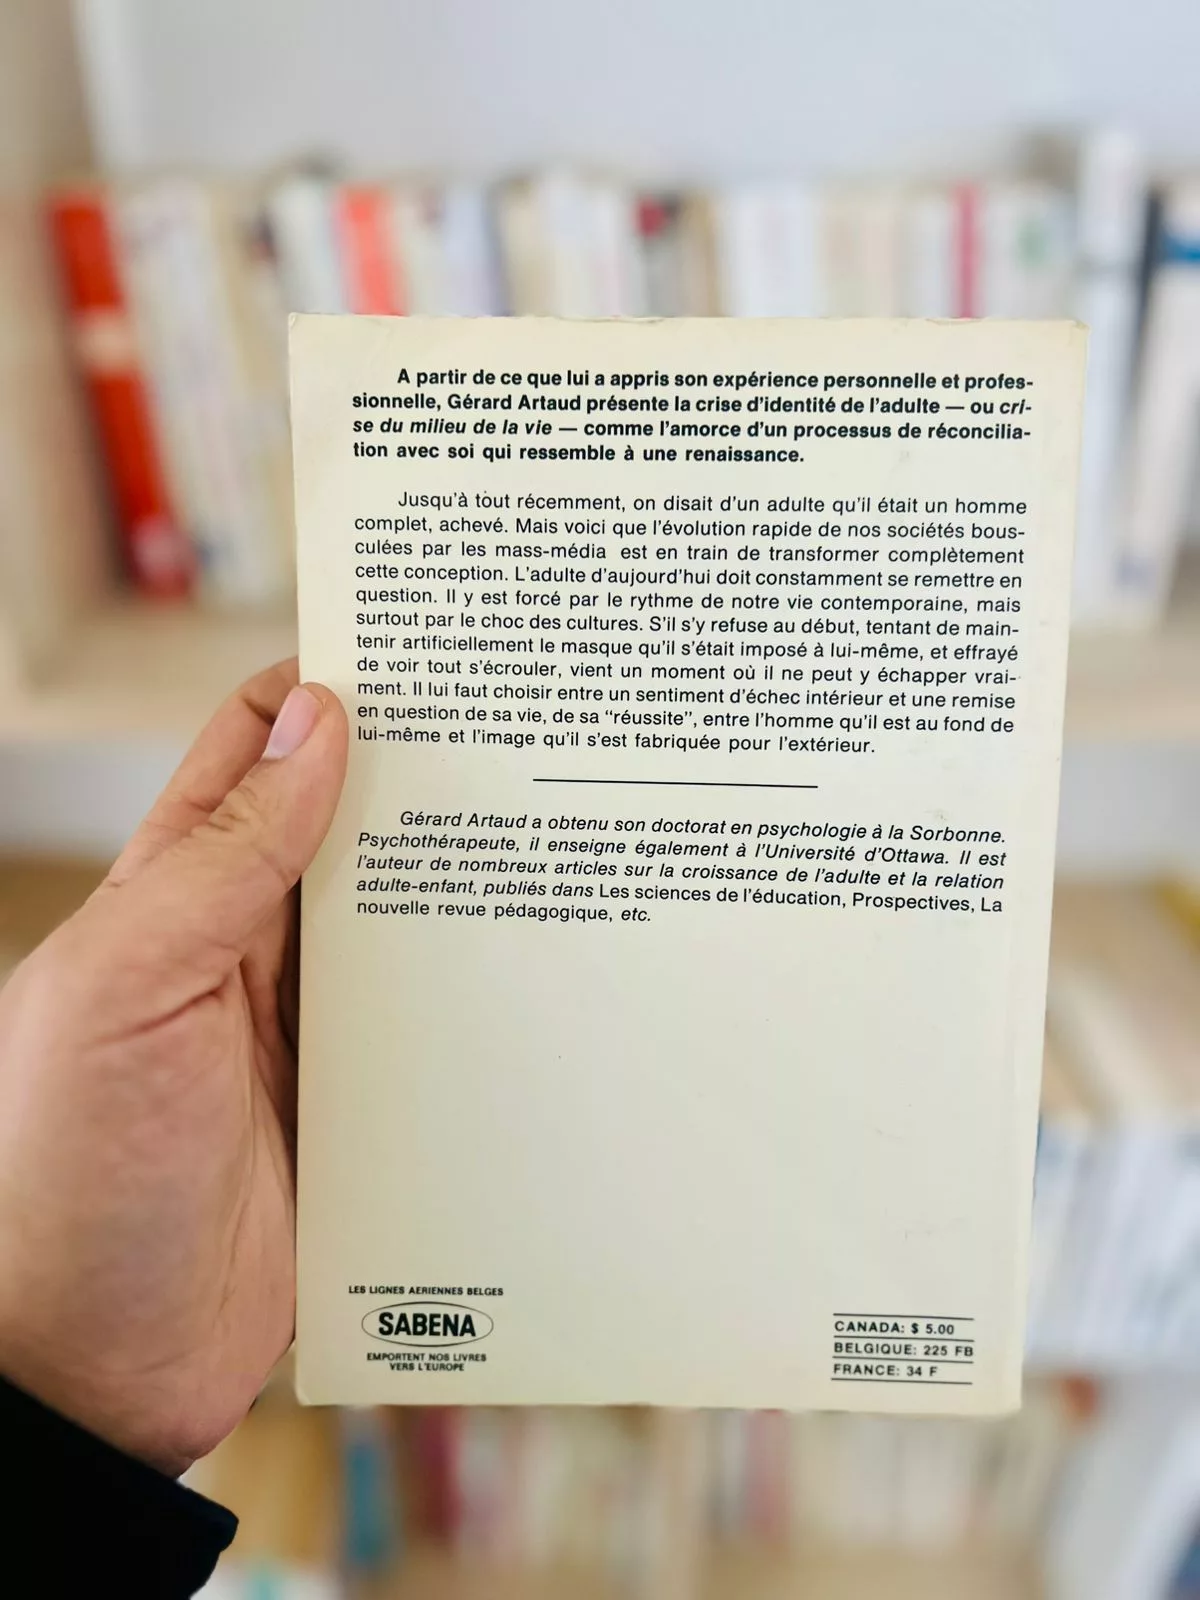 A partir de ce que lui a appris son expérience personnelle et profes-
sionnelle, Gérard Artaud présente la crise d'identité de l'adulte — ou cri-
se du milieu de la vie — comme l'amorce d'un processus de réconcilia-
tion avec soi qui ressemble à une renaissance.
Jusqu'à tout récemment, on disait d'un adulte qu'il était un homme
complet, achevé. Mais voici que l'évolution rapide de nos sociétés bous-
culées par les mass-média est en train de transformer complètement
cette conception. L'adulte d'aujourd'hui doit constamment se remettre en
question. Il y est forcé par le rythme de notre vie contemporaine, mais
surtout par le choc des cultures. S'il s'y refuse au début, tentant de main-
tenir artificiellement le masque qu'il s'était imposé à lui-même, et effrayé
de voir tout s'écrouler, vient un moment où il ne peut y échapper vrai-
ment. Il lui faut choisir entre un sentiment d'échec intérieur et une remise
en question de sa vie, de sa "réussite", entre l'homme qu'il est au fond de
lui-même et l'image qu'il s'est fabriquée pour l'extérieur.
Gérard Artaud a obtenu son doctorat en psychologie à la Sorbonne.
Psychothérapeute, il enseigne également à l'Université d'Ottawa. Il est
l'auteur de nombreux articles sur la croissance de l'adulte et la relation
adulte-enfant, publiés dans Les sciences de l'éducation, Prospectives, La
nouvelle revue pédagogique, etc.
LES LIGNES AERIENNES BELGES
SABENA
EMPORTENT NOS LIVRES
VERS L'EUROPE
CANADA: $ 5.00
BELGIQUE: 225 FB
FRANCE: 34 F